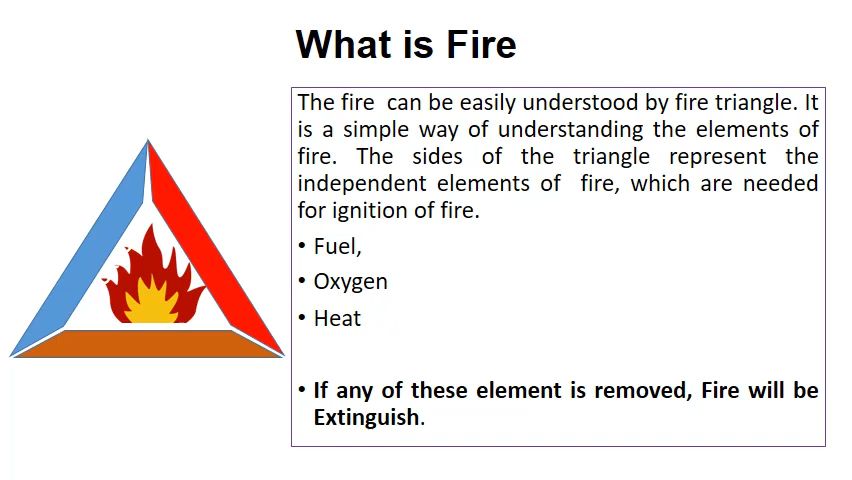 What is Fire
The fire  can be easily understood by fire triangle. It
is a simple way of understanding the elements of
fire. The sides of the triangle represent the
independent elements of  fire, which are needed
for ignition of fire.
• Fuel,
• Oxygen
• Heat
• If any of these element is removed, Fire will be
Extinguish.